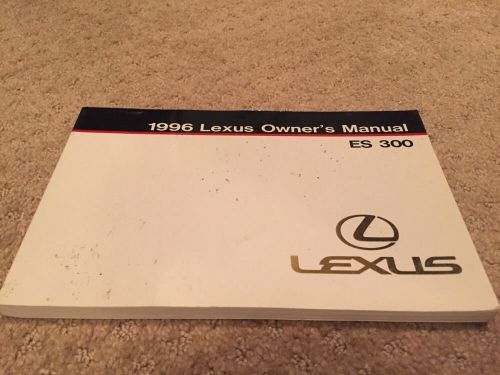 1996 Lexus Owner's Manual
ES 300
LEXUS